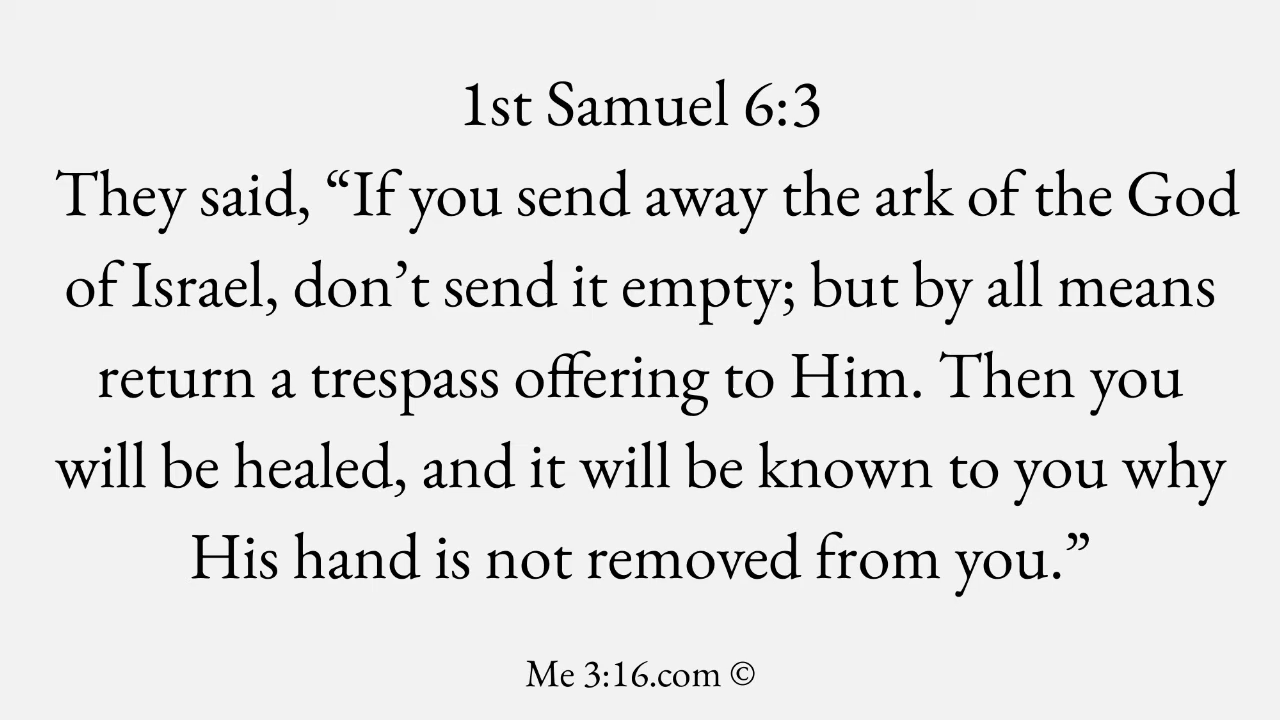 1st Samuel 6:3
They said, “If you send away the ark of the God
of Israel, don’t send it empty; but by all means
return a trespass offering to Him. Then you
will be healed, and it will be known to you why
His hand is not removed from you.”
Me 3:16.com ©